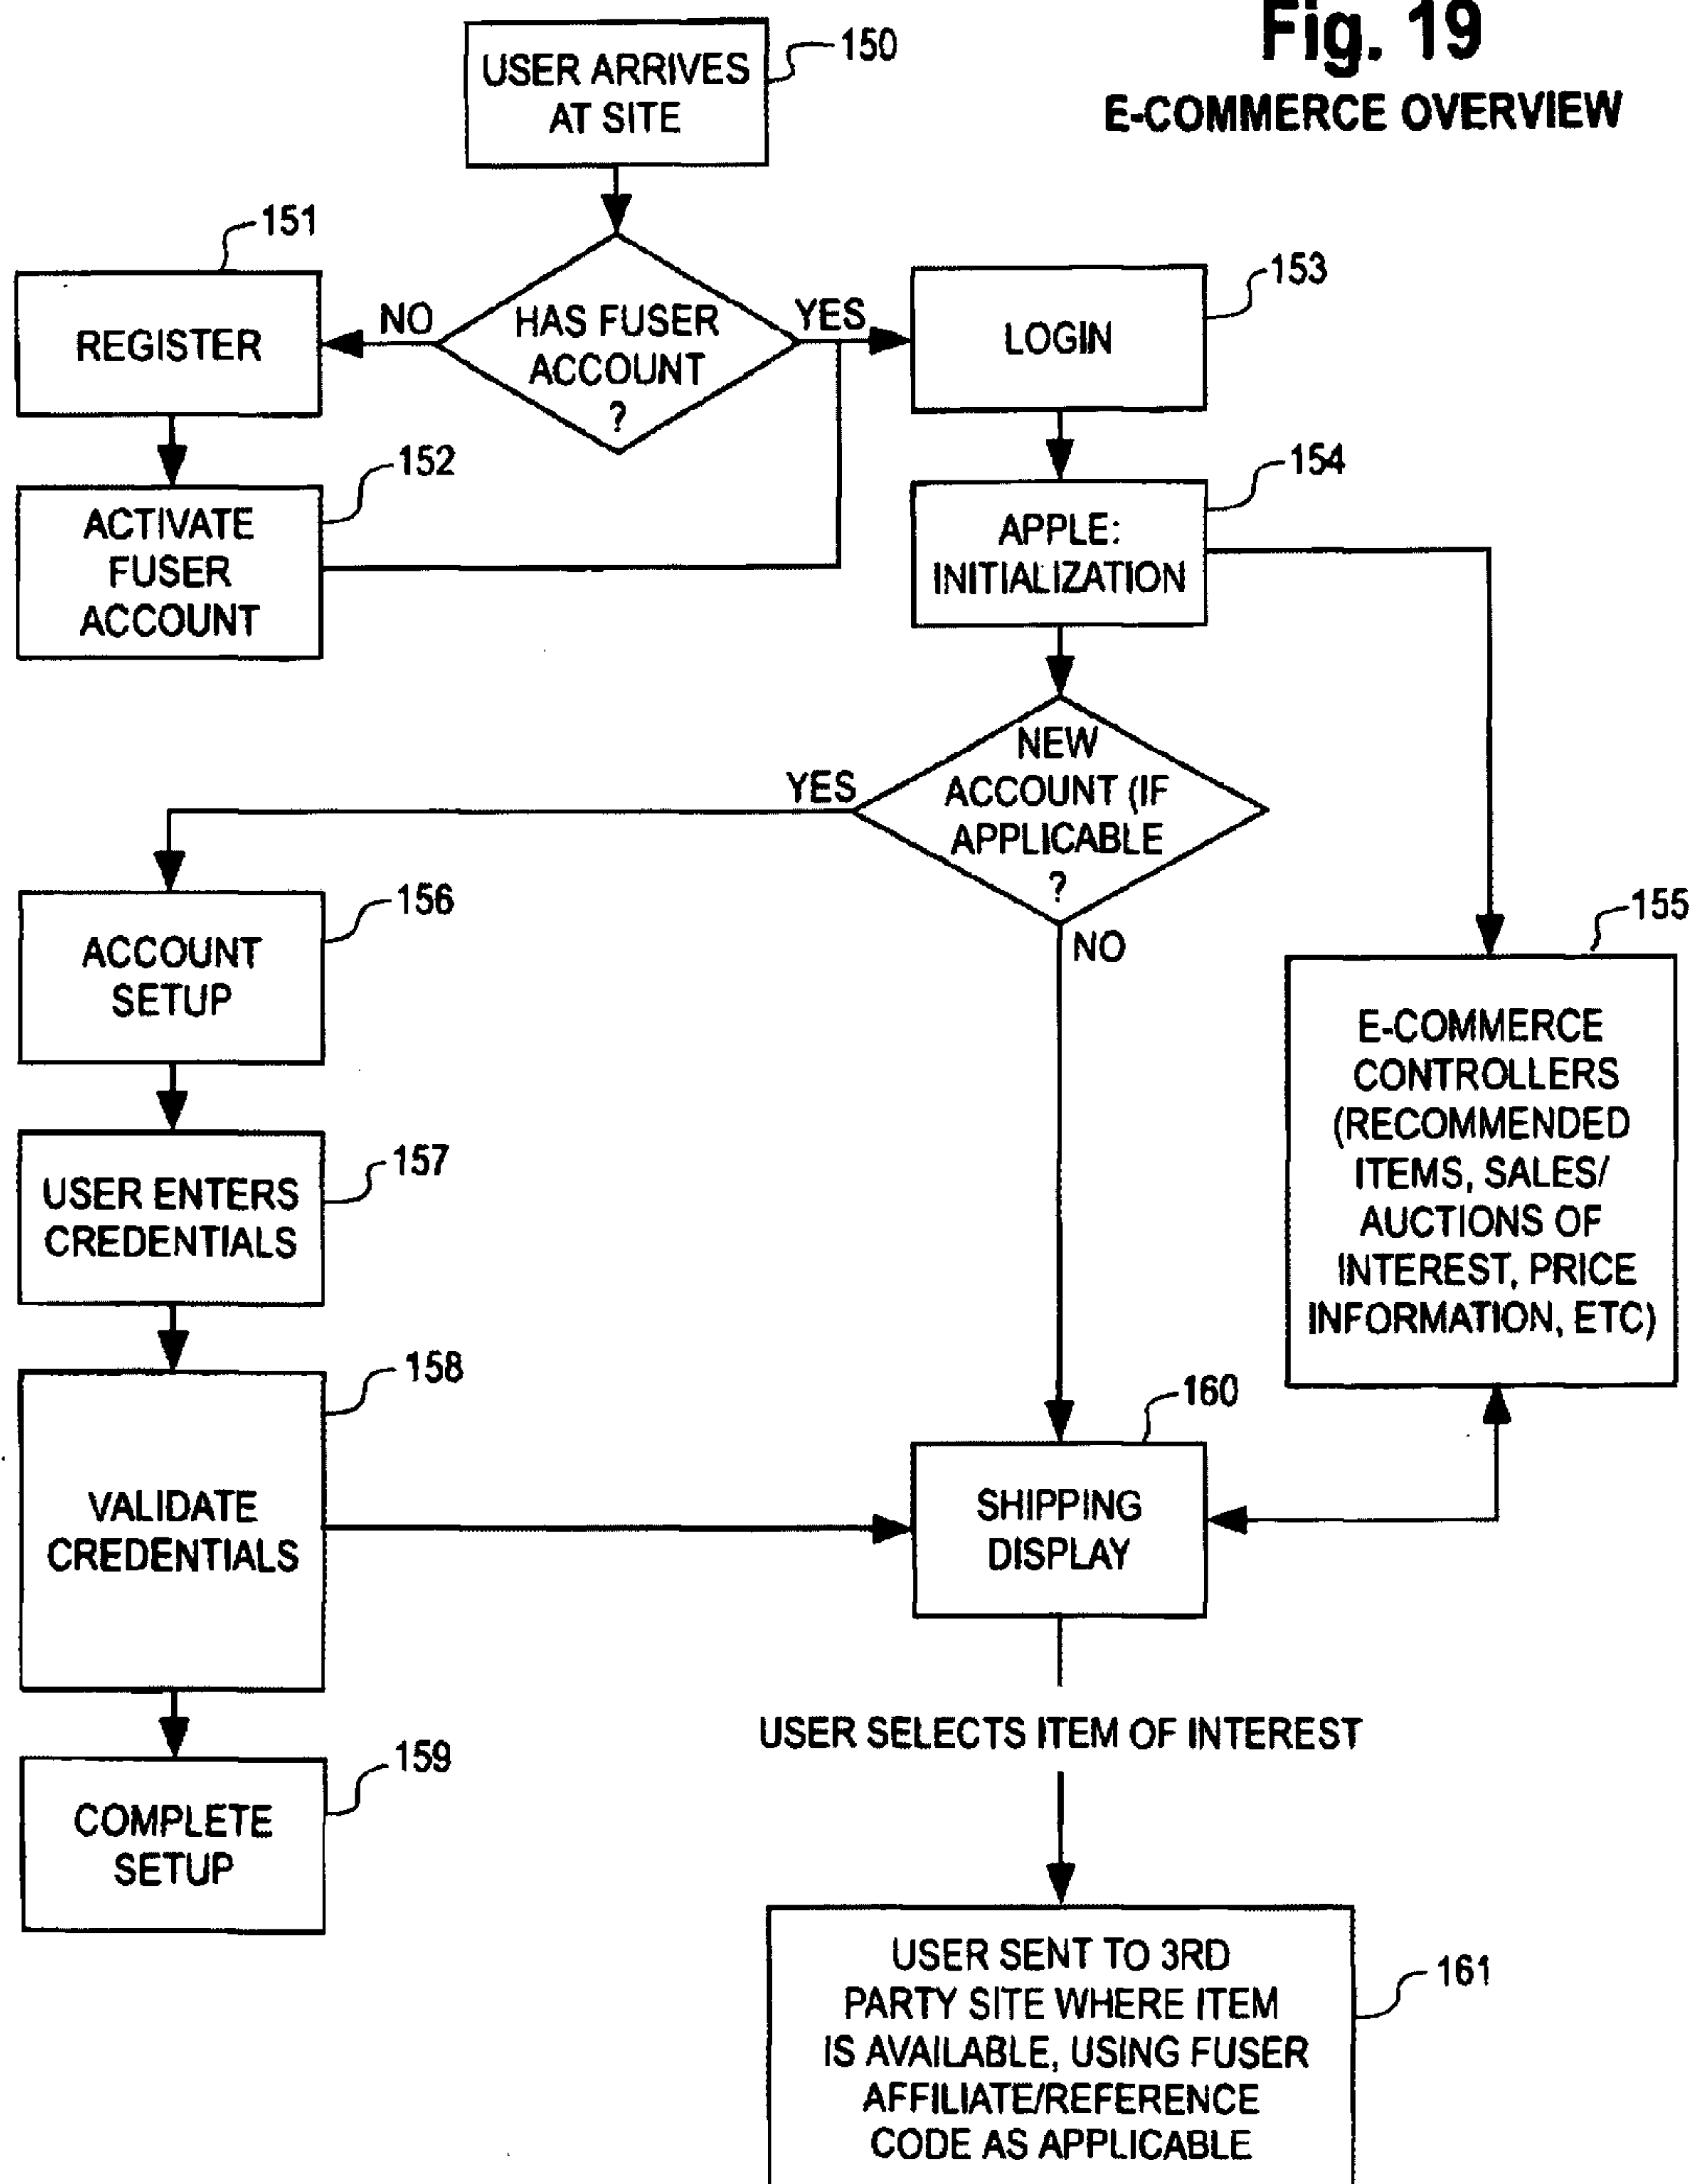 Fig. 19
E-COMMERCE OVERVIEW
USER ARRIVES
AT SITE
150
151
REGISTER
NO
HAS FUSER
ACCOUNT
?
YES
LOGIN
153
152
ACTIVATE
FUSER
ACCOUNT
154
APPLE:
INITIALIZATION
NEW
ACCOUNT (IF
APPLICABLE
?
YES
NO
156
ACCOUNT
SETUP
155
E-COMMERCE
CONTROLLERS
(RECOMMENDED
ITEMS, SALES/
AUCTIONS OF
INTEREST, PRICE
INFORMATION, ETC)
157
USER ENTERS
CREDENTIALS
158
VALIDATE
CREDENTIALS
160
SHIPPING
DISPLAY
USER SELECTS ITEM OF INTEREST
159
COMPLETE
SETUP
USER SENT TO 3RD
PARTY SITE WHERE ITEM
IS AVAILABLE, USING FUSER
AFFILIATE/REFERENCE
CODE AS APPLICABLE
161